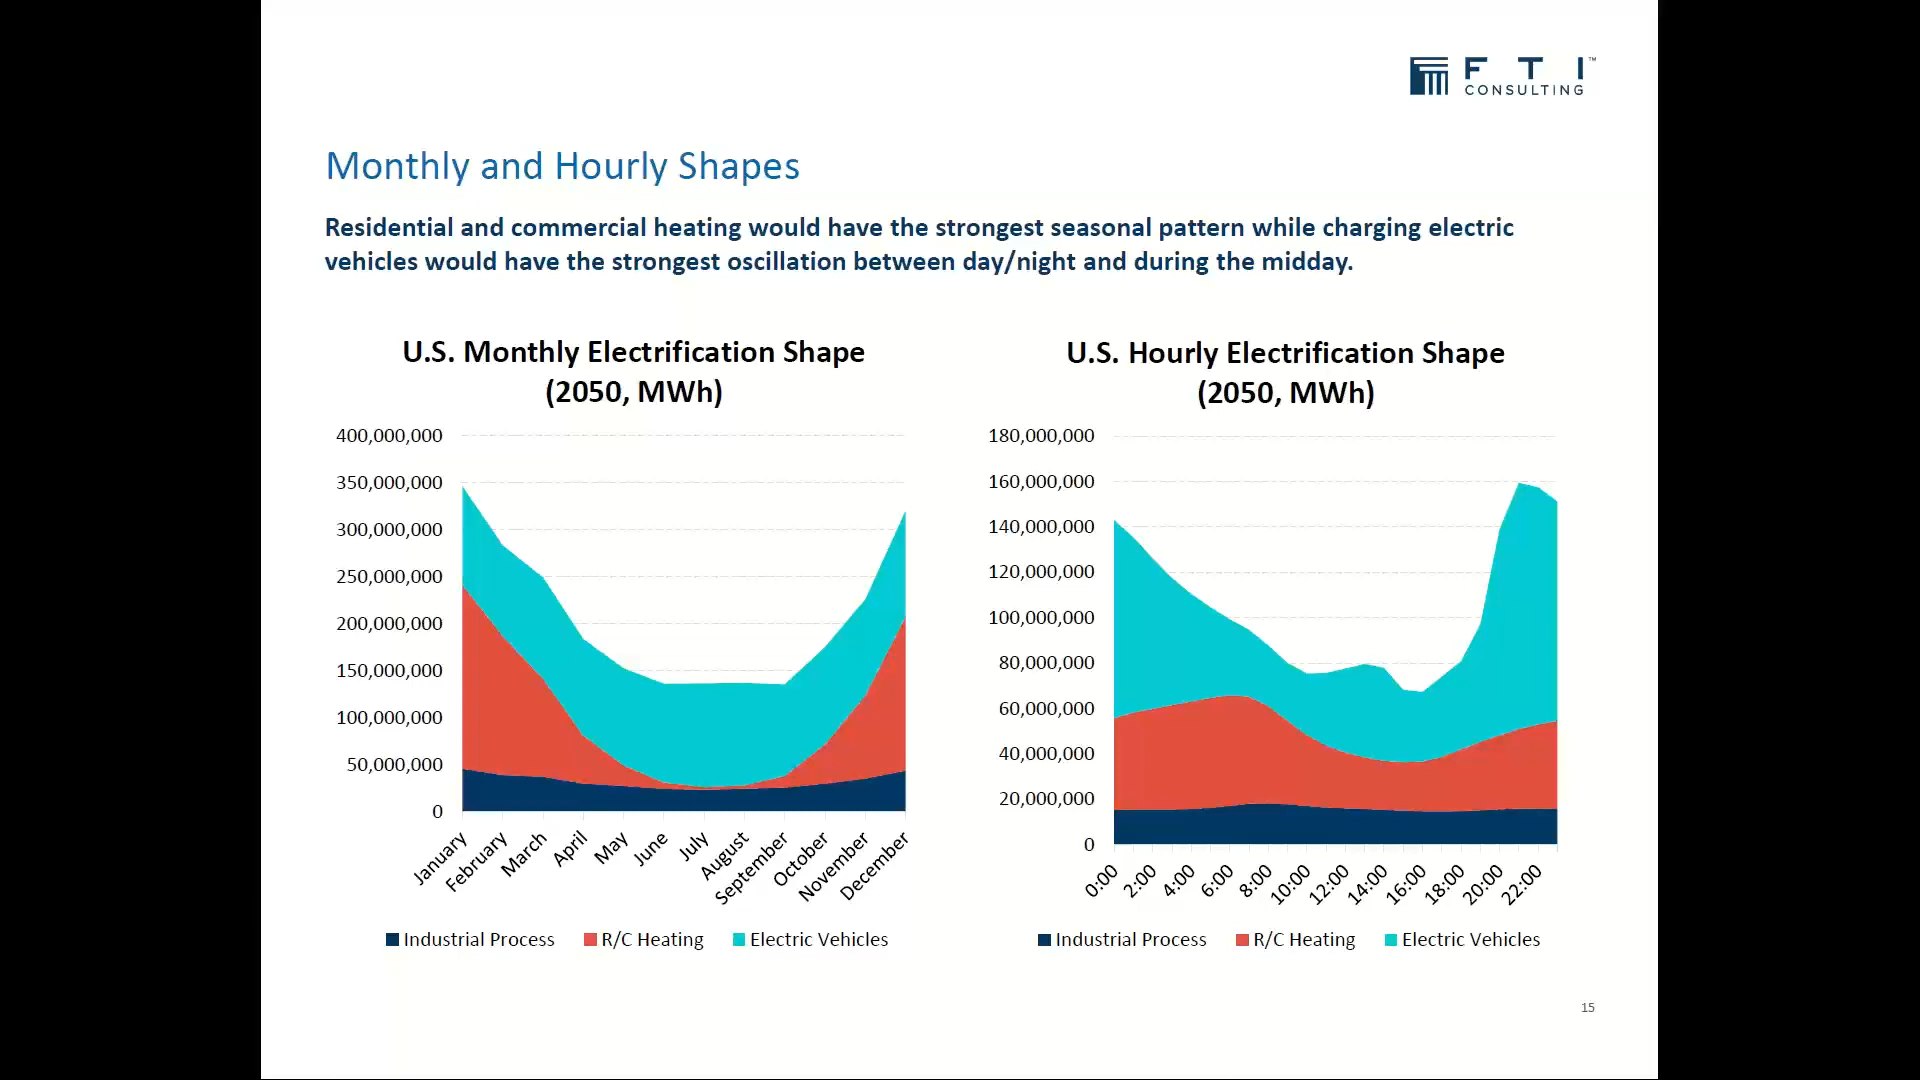 F T I ™
CONSULTING
Monthly and Hourly Shapes
Residential and commercial heating would have the strongest seasonal pattern while charging electric
vehicles would have the strongest oscillation between day/night and during the midday.
U.S. Monthly Electrification Shape
(2050, MWh)
400,000,000
350,000,000
300,000,000
250,000,000
200,000,000
150,000,000
100,000,000
50,000,000
0
January
February
March
April
May
June
July
August
September
October
November
December
Industrial Process
R/C Heating
Electric Vehicles
U.S. Hourly Electrification Shape
(2050, MWh)
180,000,000
160,000,000
140,000,000
120,000,000
100,000,000
80,000,000
60,000,000
40,000,000
20,000,000
0
0:00
2:00
4:00
6:00
8:00
10:00
12:00
14:00
16:00
18:00
20:00
22:00
Industrial Process
R/C Heating
Electric Vehicles
15